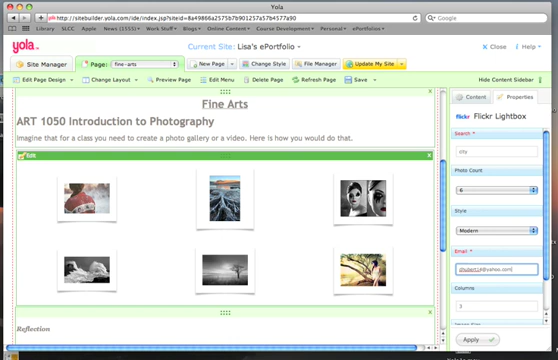 Yola
http://sitebuilder.yola.com/ide/index.jsp?siteid=8a49866a2575b7b901257a57b4577a90
Google
Library SLCC Apple News (1555) Work Stuff Blogs Online Content Course Development Personal ePortfolios
yola Current Site: Lisa's ePortfolio Close Help
Site Manager Page: fine-arts New Page Change Style File Manager Update My Site
Edit Page Design Change Layout Preview Page Edit Menu Delete Page Refresh Page Save Hide Content Sidebar
Fine Arts
ART 1050 Introduction to Photography
Imagine that for a class you need to create a photo gallery or a video. Here is how you would do that.
Edit
Reflection
Content Properties
flickr Flickr Lightbox
Search *
city
Photo Count
6
Style
Modern
Email *
Columns
3
Apply